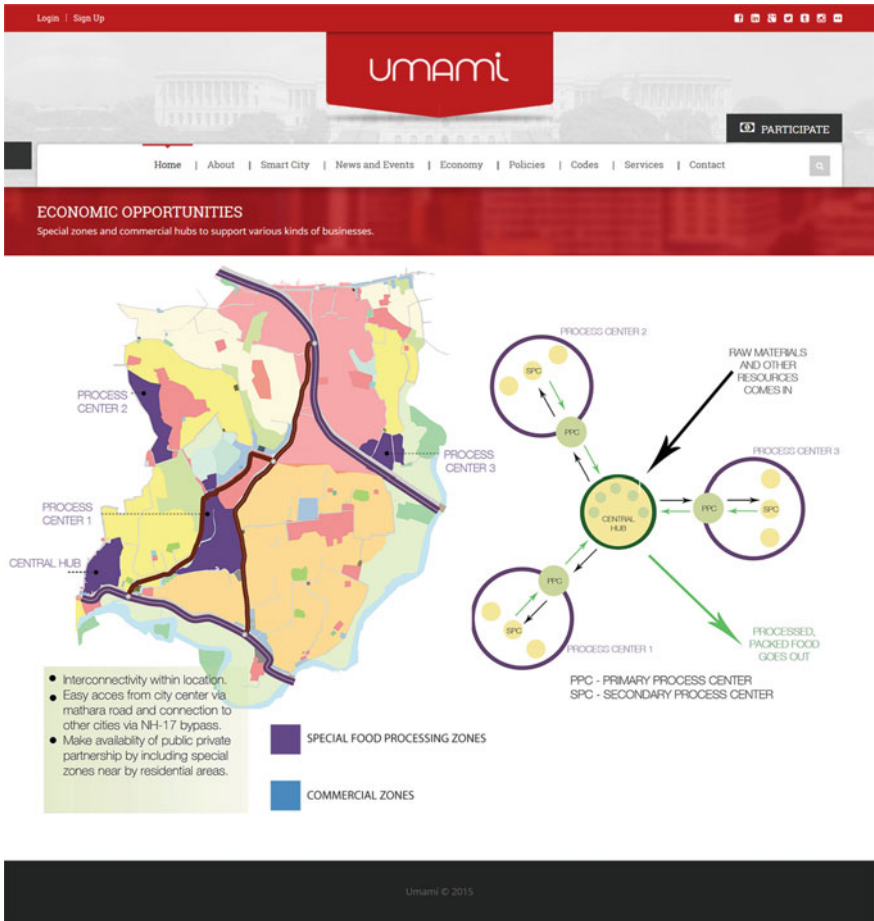 Login | Sign Up
umami
PARTICIPATE
Home | About | Smart City | News and Events | Economy | Policies | Codes | Services | Contact
ECONOMIC OPPORTUNITIES
Special zones and commercial hubs to support various kinds of businesses.
PROCESS
CENTER 2
PROCESS
CENTER 3
PROCESS
CENTER 1
CENTRAL HUB
PROCESS CENTER 2
SPC
PPC
RAW MATERIALS
AND OTHER
RESOURCES
COMES IN
PROCESS CENTER 3
CENTRAL
HUB
PPC
SPC
PPC
SPC
PROCESS CENTER 1
PROCESSED,
PACKED FOOD
GOES OUT
PPC - PRIMARY PROCESS CENTER
SPC - SECONDARY PROCESS CENTER
• Interconnectivity within location.
• Easy acces from city center via
mathara road and connection to
other cities via NH-17 bypass.
• Make availablity of public private
partnership by including special
zones near by residential areas.
SPECIAL FOOD PROCESSING ZONES
COMMERCIAL ZONES
Umami © 2015